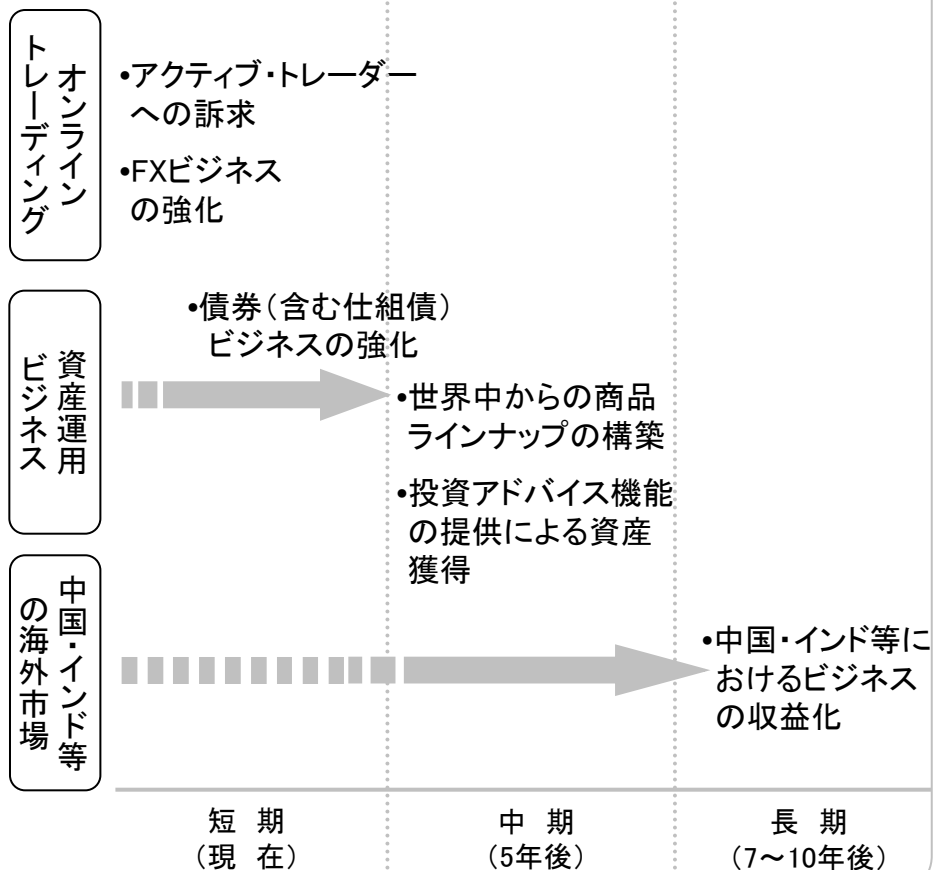 オンライン
トレーディング
•アクティブ・トレーダー
への訴求
•FXビジネス
の強化
資産運用
ビジネス
•債券（含む仕組債）
ビジネスの強化
•世界中からの商品
ラインナップの構築
•投資アドバイス機能
の提供による資産
獲得
中国・インド等
の海外市場
•中国・インド等に
おけるビジネス
の収益化
短 期
（現 在）
中 期
（5年後）
長 期
（7～10年後）